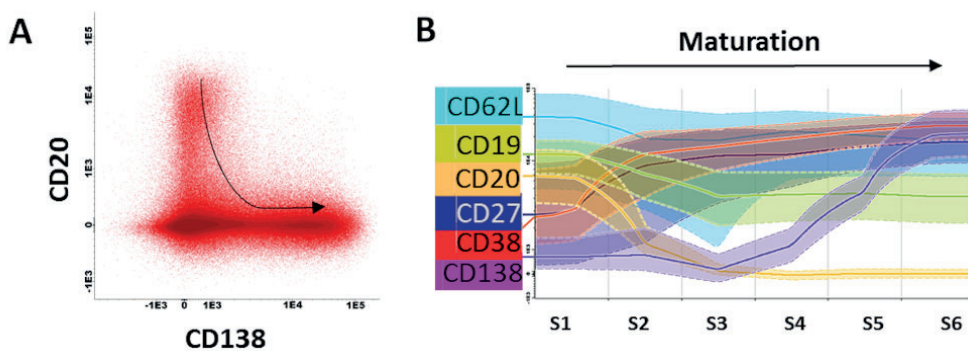 A
CD20
1E5
1E4
1E3
0
-1E3
-1E3 0 1E3 1E4 1E5
CD138
B
Maturation
CD62L
CD19
CD20
CD27
CD38
CD138
S1 S2 S3 S4 S5 S6